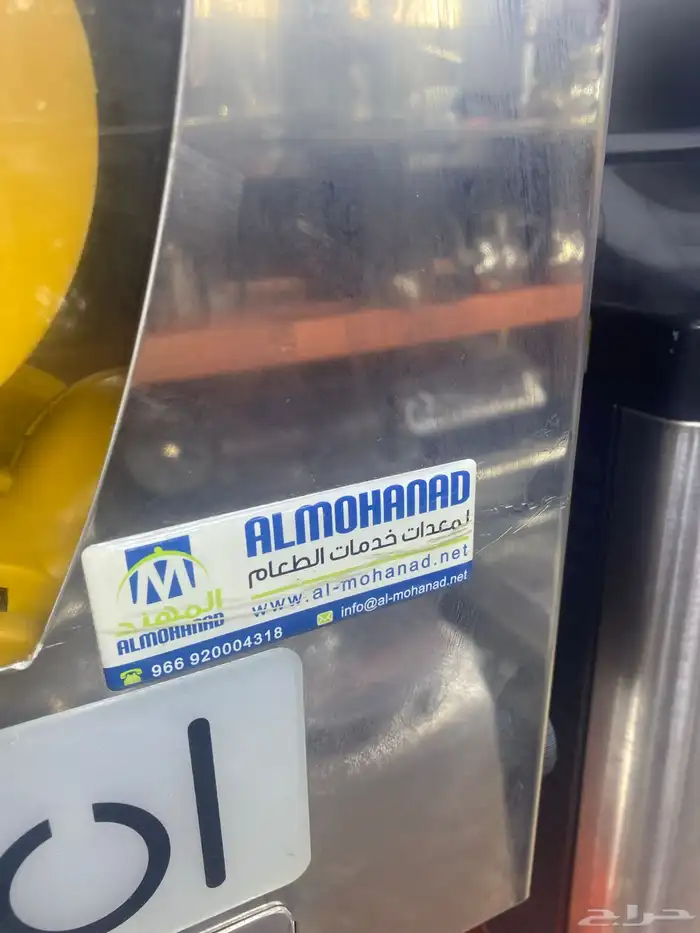 ALMOHANAD
لمعدات خدمات الطعام
www.al-mohanad.net
info@al-mohanad.net
المهند
ALMOHANAD
966 920004318
حراج